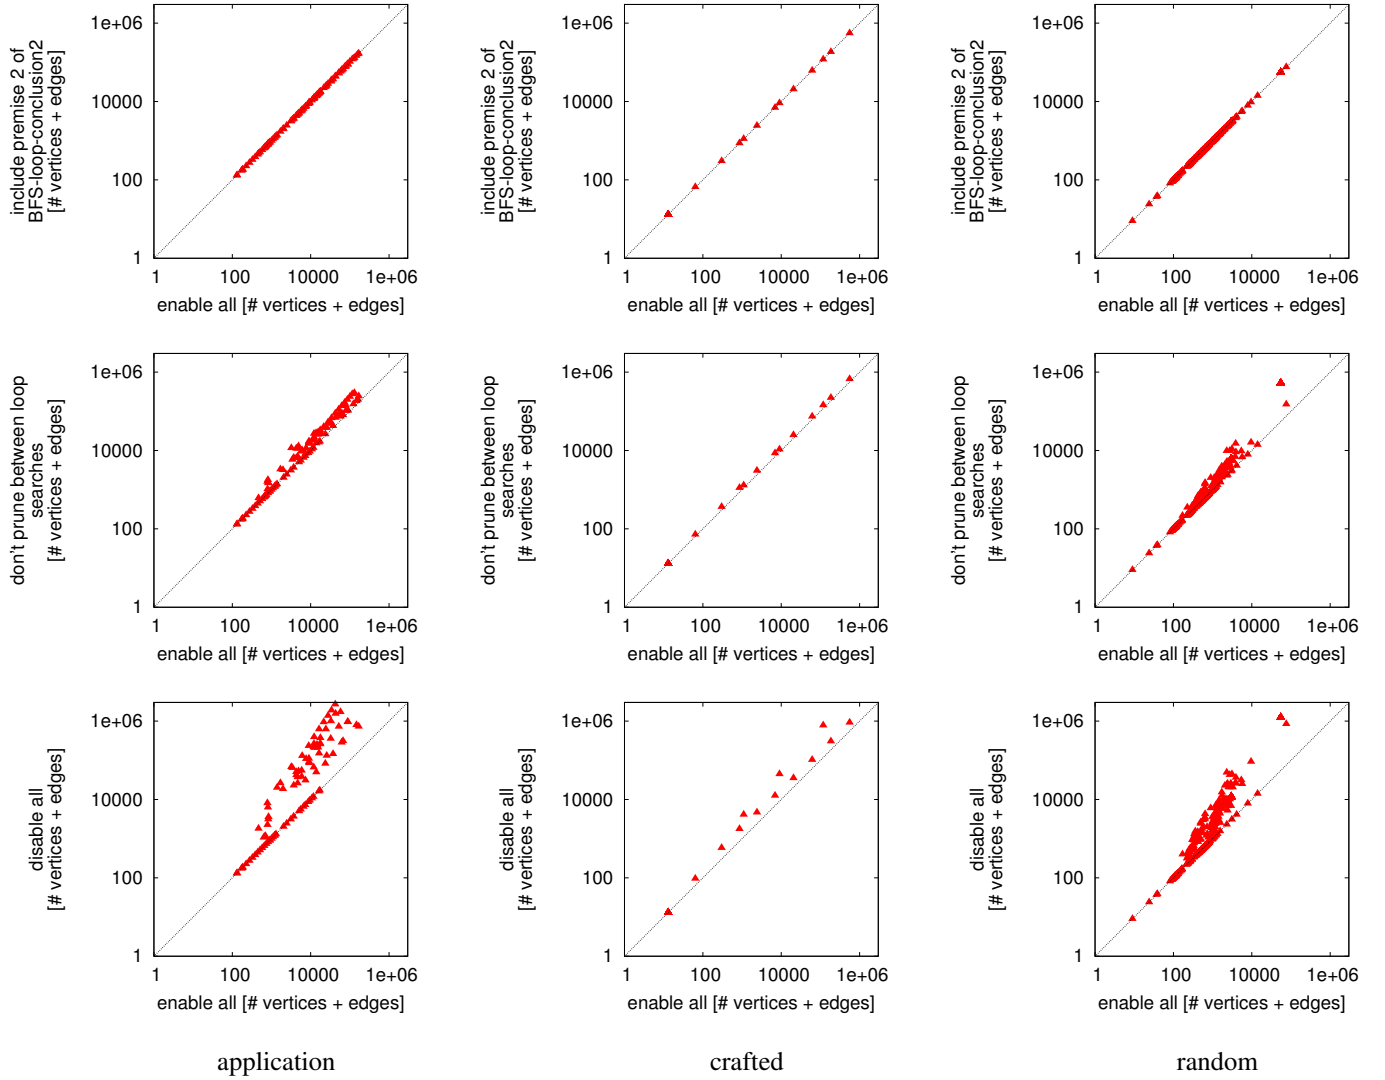 include premise 2 of
BFS-loop-conclusion2
[# vertices + edges]
1e+06
10000
100
1
1
100
10000
1e+06
enable all [# vertices + edges]
include premise 2 of
BFS-loop-conclusion2
[# vertices + edges]
1e+06
10000
100
1
1
100
10000
1e+06
enable all [# vertices + edges]
include premise 2 of
BFS-loop-conclusion2
[# vertices + edges]
1e+06
10000
100
1
1
100
10000
1e+06
enable all [# vertices + edges]
don't prune between loop
searches
[# vertices + edges]
1e+06
10000
100
1
1
100
10000
1e+06
enable all [# vertices + edges]
don't prune between loop
searches
[# vertices + edges]
1e+06
10000
100
1
1
100
10000
1e+06
enable all [# vertices + edges]
don't prune between loop
searches
[# vertices + edges]
1e+06
10000
100
1
1
100
10000
1e+06
enable all [# vertices + edges]
disable all
[# vertices + edges]
1e+06
10000
100
1
1
100
10000
1e+06
enable all [# vertices + edges]
disable all
[# vertices + edges]
1e+06
10000
100
1
1
100
10000
1e+06
enable all [# vertices + edges]
disable all
[# vertices + edges]
1e+06
10000
100
1
1
100
10000
1e+06
enable all [# vertices + edges]
application
crafted
random